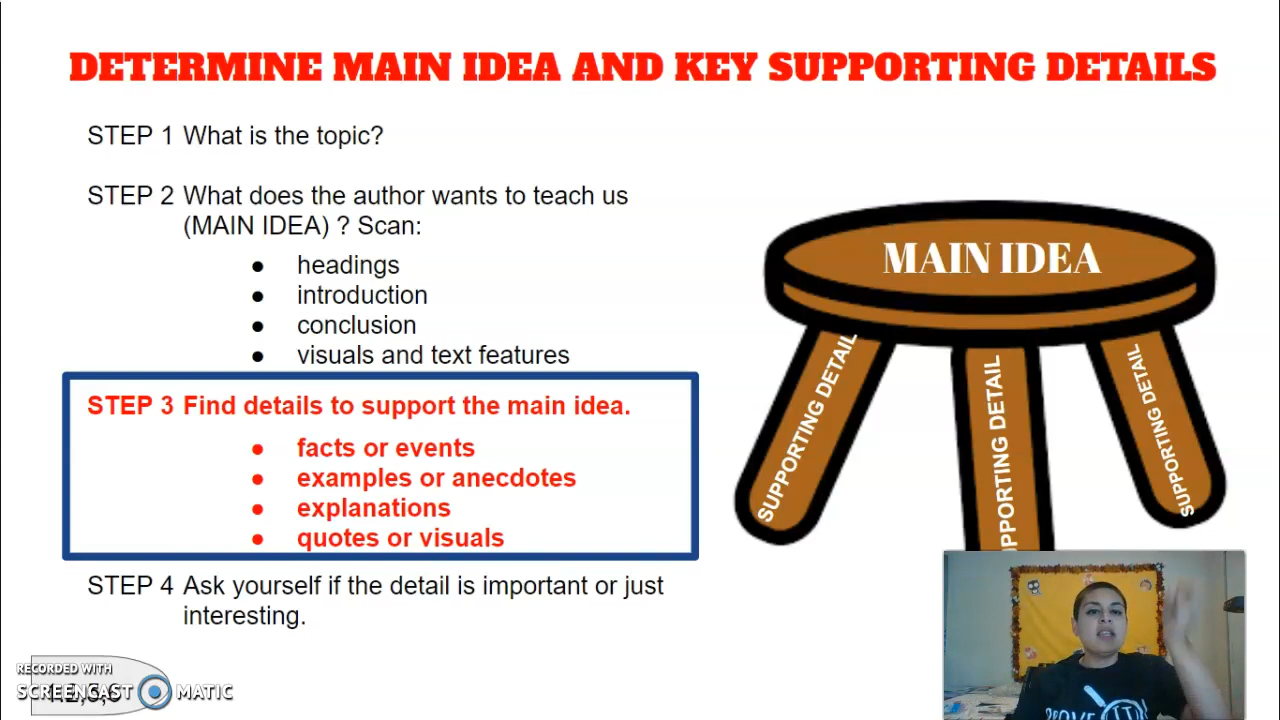 DETERMINE MAIN IDEA AND KEY SUPPORTING DETAILS
STEP 1 What is the topic?
STEP 2 What does the author wants to teach us
(MAIN IDEA) ? Scan:
● headings
● introduction
● conclusion
● visuals and text features
STEP 3 Find details to support the main idea.
● facts or events
● examples or anecdotes
● explanations
● quotes or visuals
STEP 4 Ask yourself if the detail is important or just
interesting.
MAIN IDEA
SUPPORTING DETAIL
SUPPORTING DETAIL
SUPPORTING DETAIL
RECORDED WITH
SCREENCAST MATIC
PROVE IT!